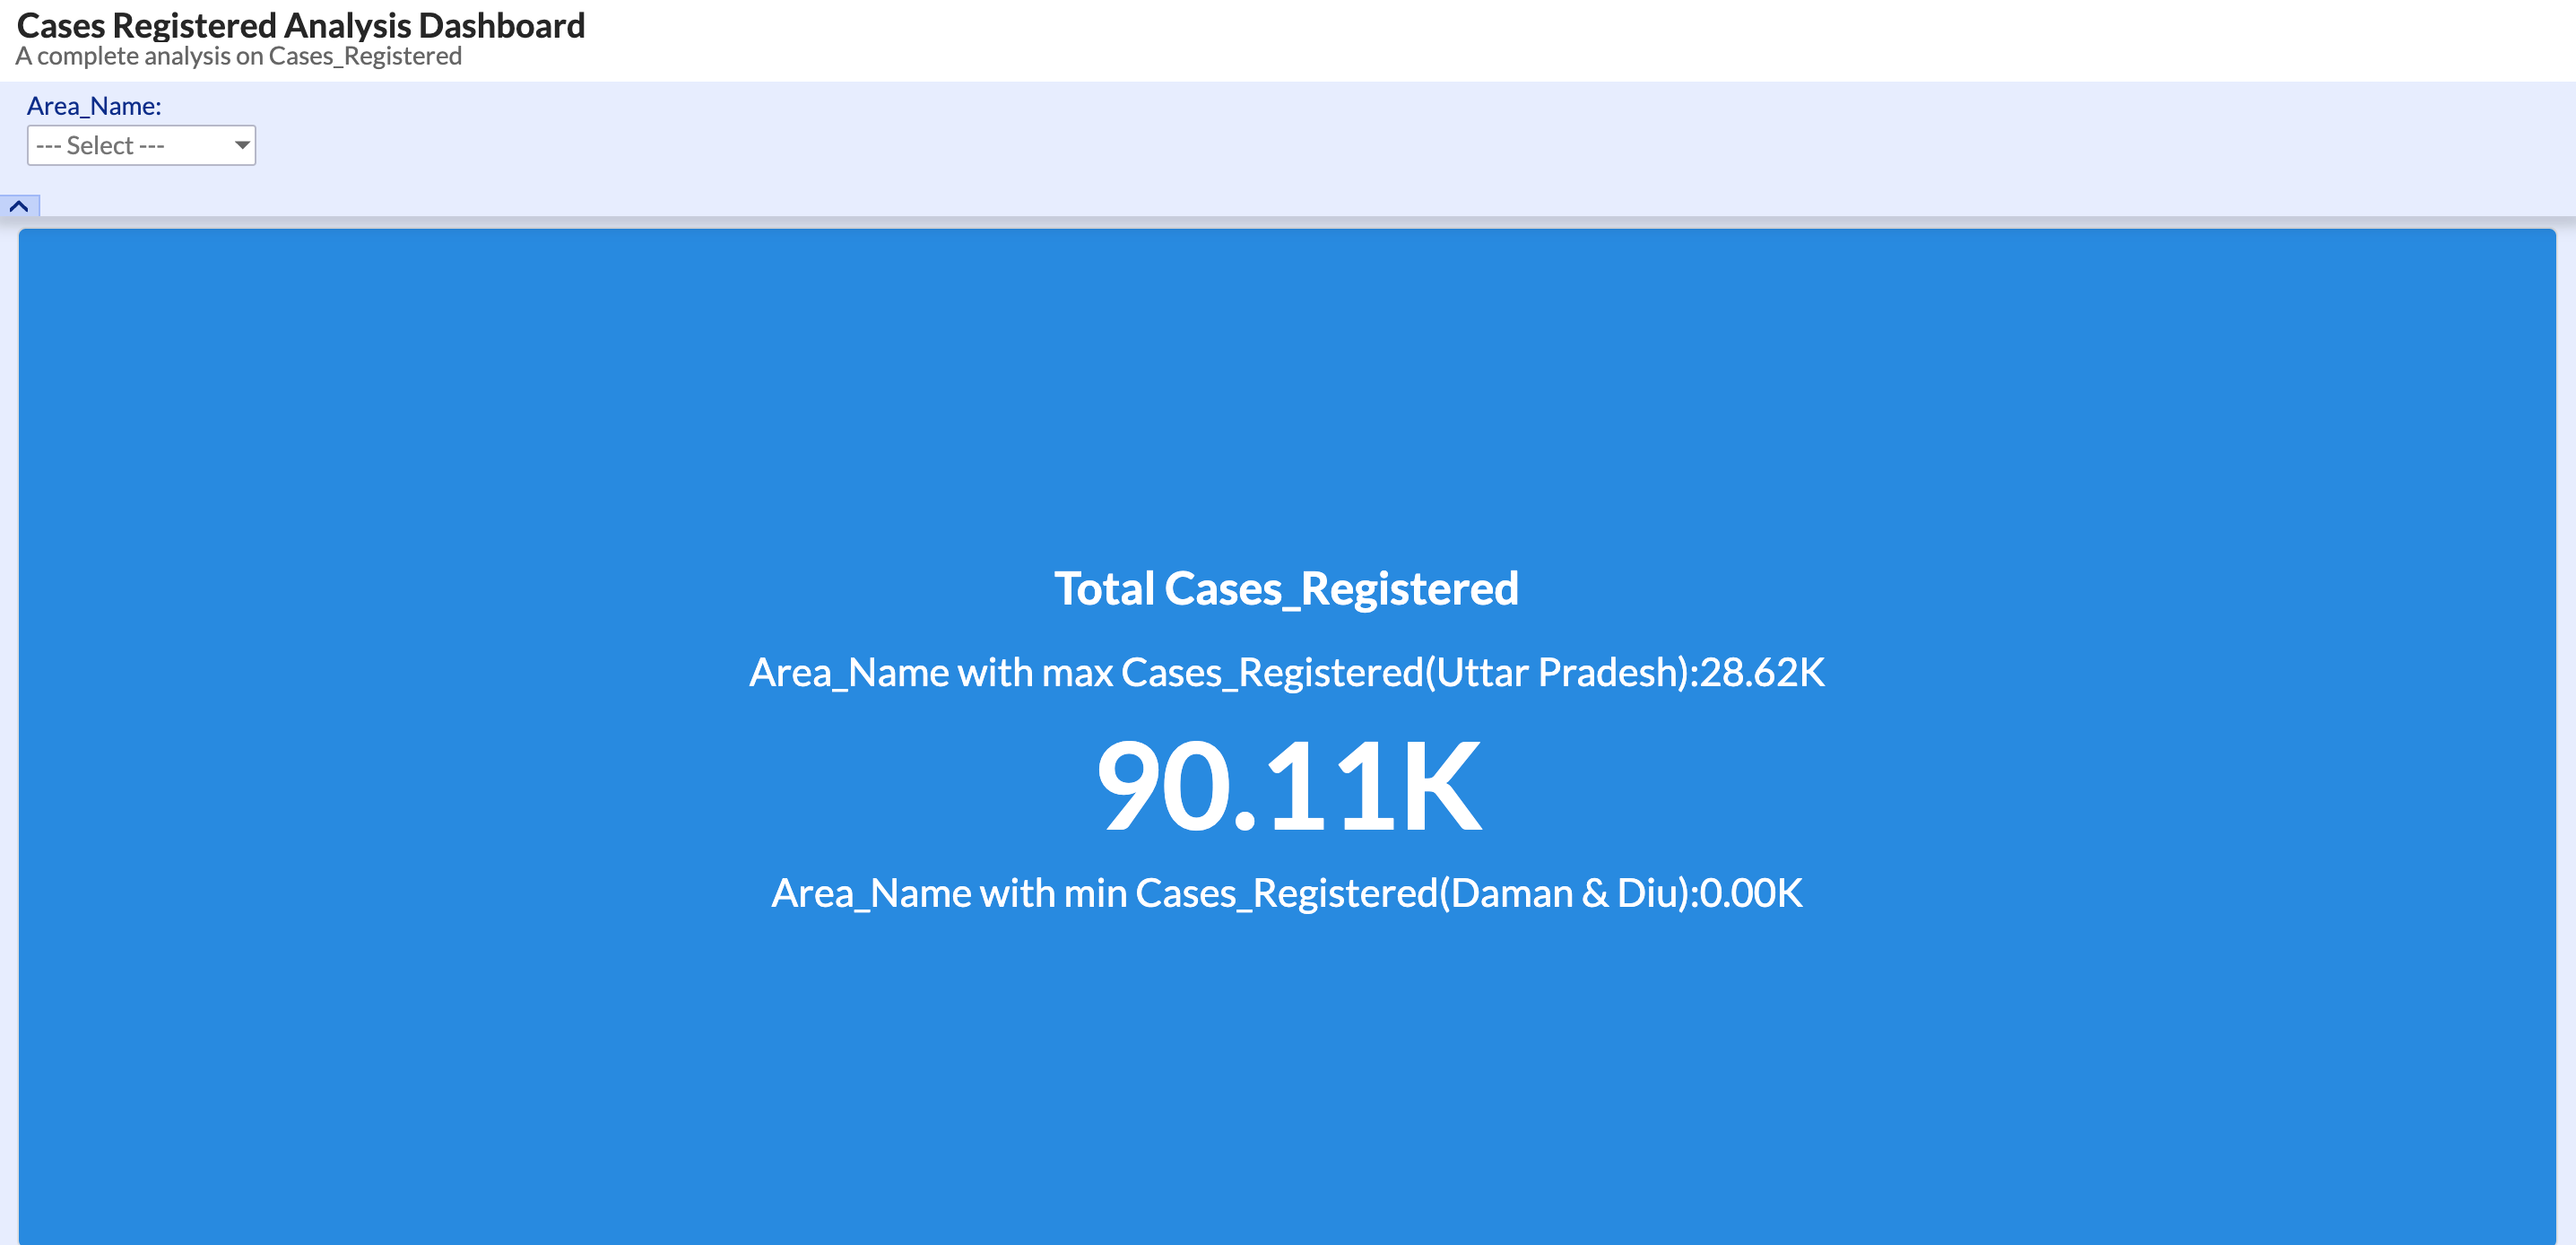 Cases Registered Analysis Dashboard
A complete analysis on Cases_Registered
Area_Name:
--- Select ---
Total Cases_Registered
Area_Name with max Cases_Registered(Uttar Pradesh):28.62K
90.11K
Area_Name with min Cases_Registered(Daman & Diu):0.00K